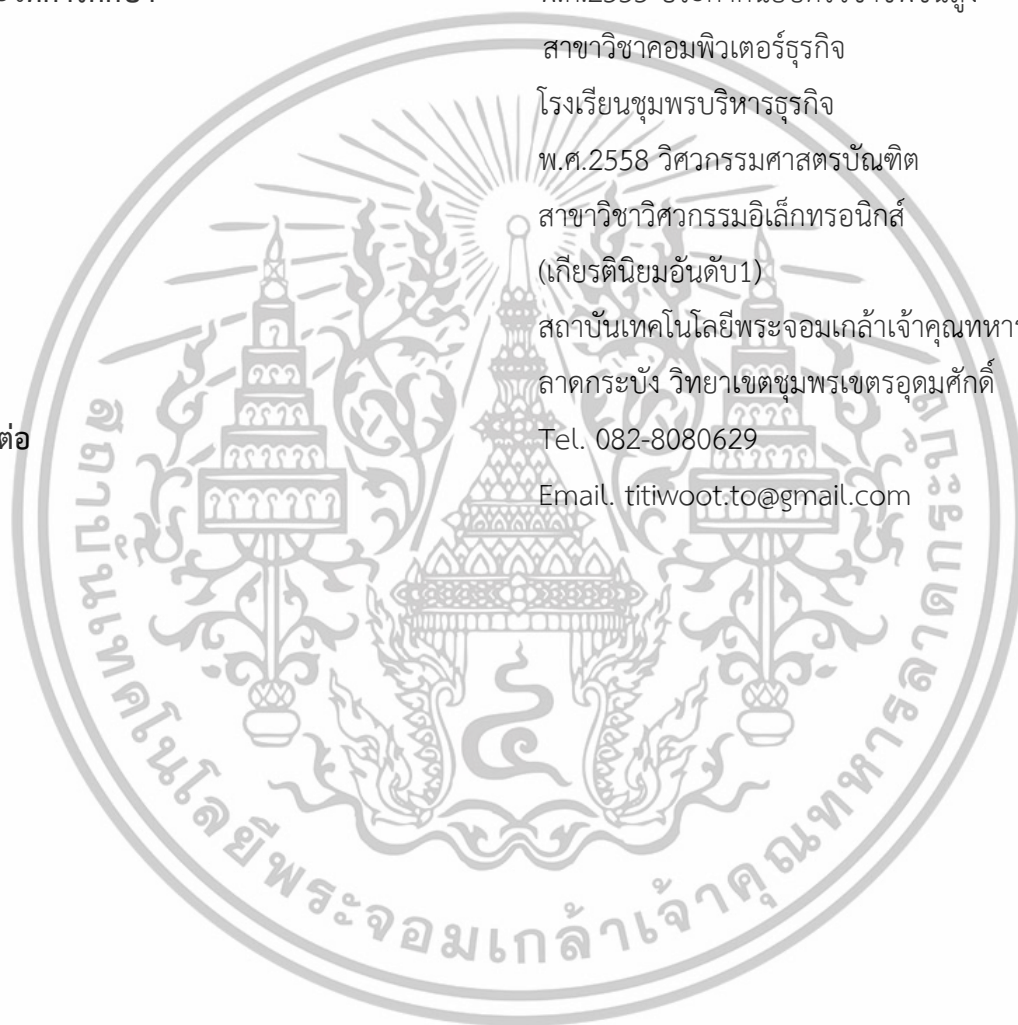 สาขาวิชาคอมพิวเตอร์ธุรกิจ
โรงเรียนชุมพรบริหารธุรกิจ
พ.ศ.2558 วิศวกรรมศาสตรบัณฑิต
สาขาวิชาวิศวกรรมอิเล็กทรอนิกส์
(เกียรตินิยมอันดับ1)
สถาบันเทคโนโลยีพระจอมเกล้าเจ้าคุณทหาร
ลาดกระบัง วิทยาเขตชุมพรเขตรอุดมศักดิ์
ต่อ
Tel. 082-8080629
Email. titiwoot.to@gmail.com
สถาบันเทคโนโลยีพระจอมเกล้าเจ้าคุณทหารลาดกระบัง